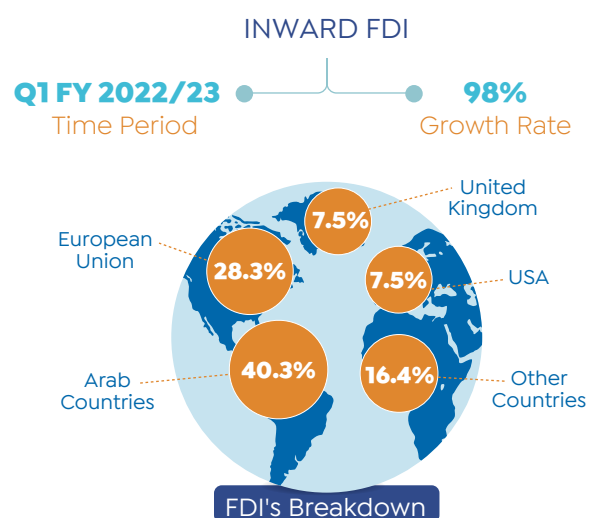 INWARD FDI
Q1 FY 2022/23
Time Period
98%
Growth Rate
United
Kingdom
7.5%
European
Union
28.3%
7.5%
USA
Arab
Countries
40.3%
16.4%
Other
Countries
FDI's Breakdown